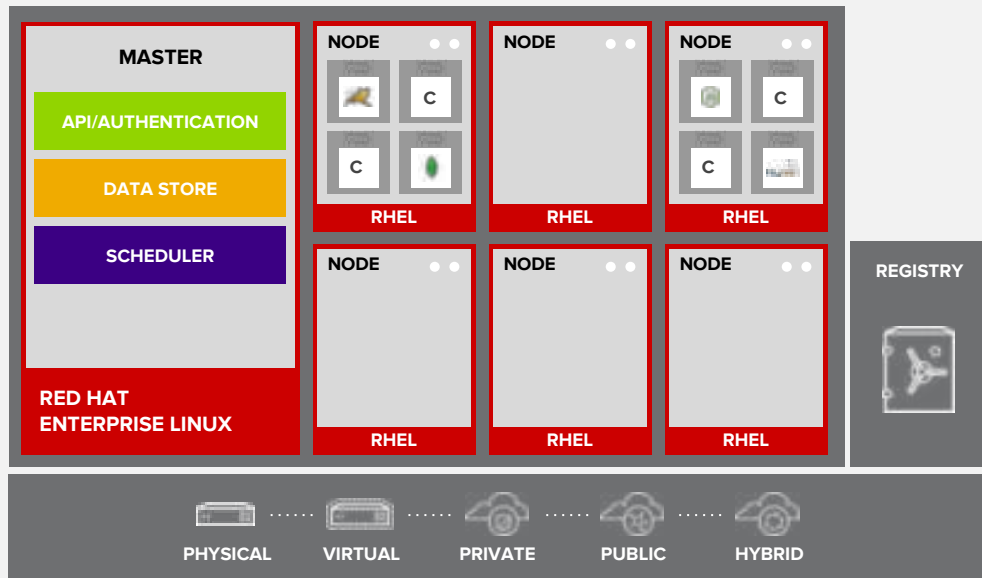 MASTER
API/AUTHENTICATION
DATA STORE
SCHEDULER
RED HAT
ENTERPRISE LINUX
NODE
C
C
RHEL
NODE
RHEL
NODE
C
C
RHEL
NODE
RHEL
NODE
RHEL
NODE
RHEL
REGISTRY
PHYSICAL
VIRTUAL
PRIVATE
PUBLIC
HYBRID